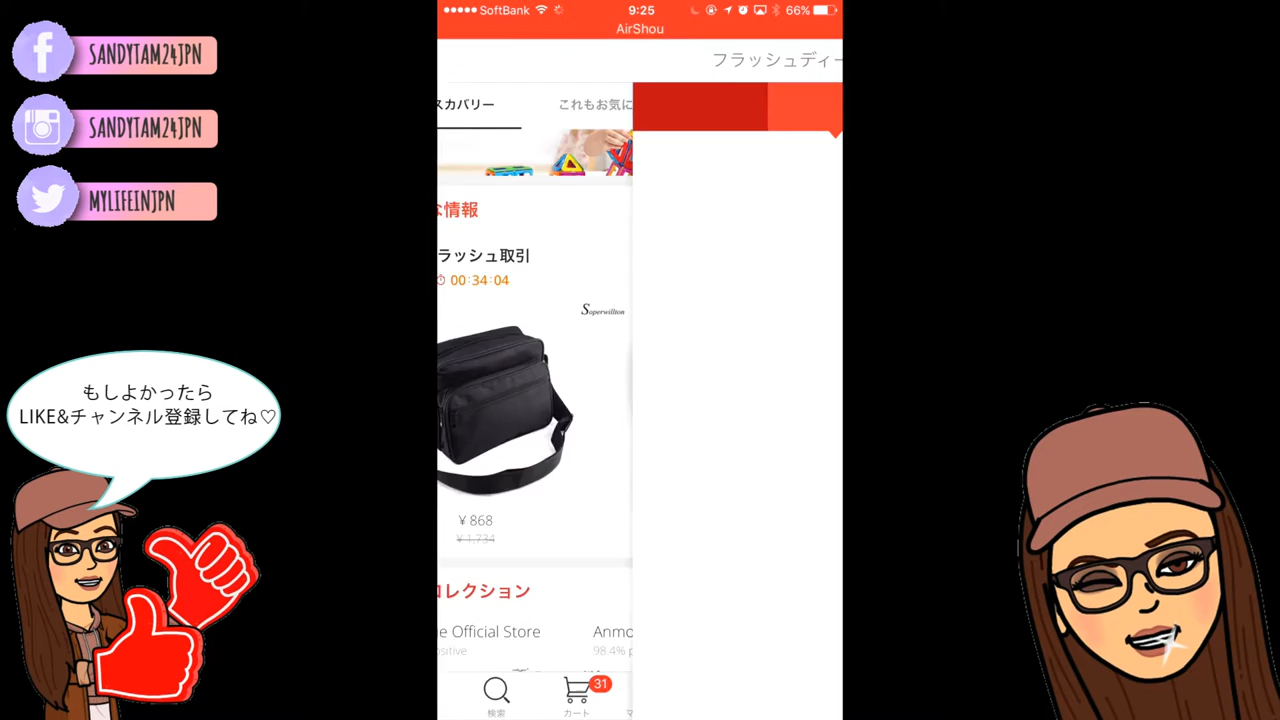 SANDYTAM24JPN
SANDYTAM24JPN
MYLIFEINJPN
もしよかったら
LIKE&チャンネル登録してね♡
SoftBank
9:25
66%
AirShou
フラッシュディー
スカバリー
これもお気に
な情報
ラッシュ取引
00:34:04
Soperwillton
¥ 868
¥ 1,734
コレクション
e Official Store
Anmo
ositive
98.4% p
31
検索
カート
マ